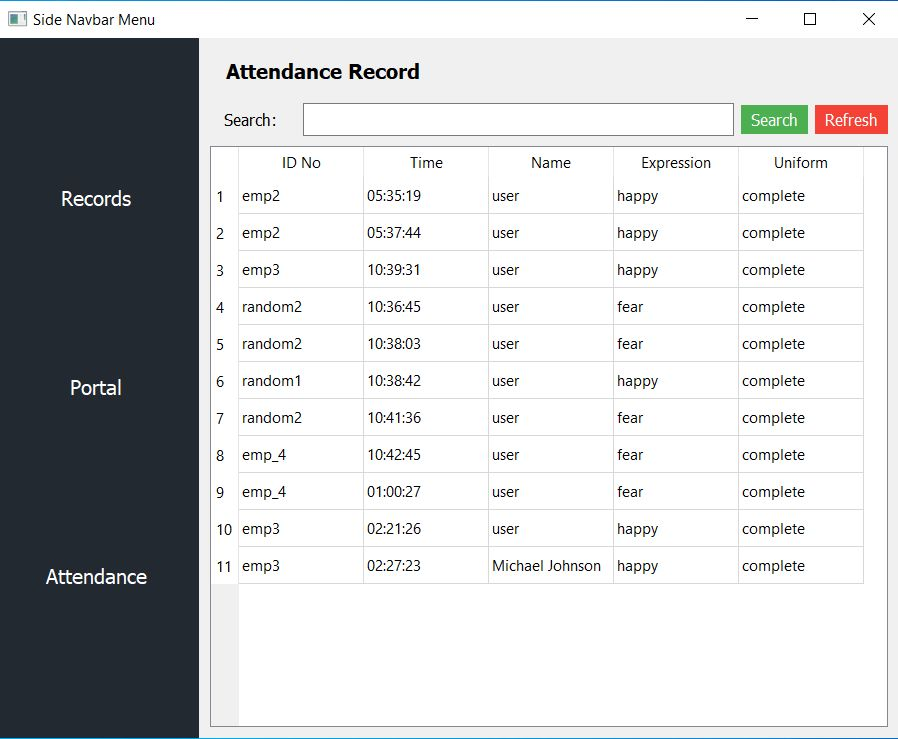 Side Navbar Menu
Attendance Record
Search:
Search Refresh
ID No Time Name Expression Uniform
1 emp2 05:35:19 user happy complete
2 emp2 05:37:44 user happy complete
3 emp3 10:39:31 user happy complete
4 random2 10:36:45 user fear complete
5 random2 10:38:03 user fear complete
6 random1 10:38:42 user happy complete
7 random2 10:41:36 user fear complete
8 emp_4 10:42:45 user fear complete
9 emp_4 01:00:27 user fear complete
10 emp3 02:21:26 user happy complete
11 emp3 02:27:23 Michael Johnson happy complete
Records
Portal
Attendance